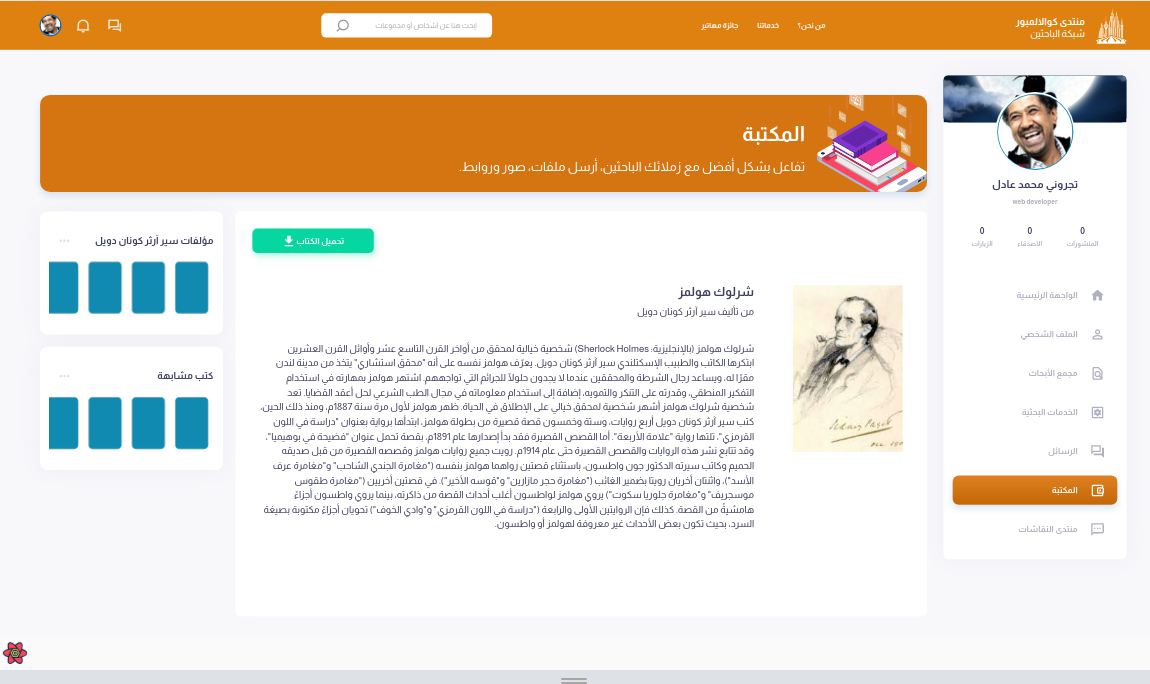 منتدى كوالالمبور
شبكة الباحثين
من نحن؟
خدماتنا
جائزة مهاتير
ابحث هنا عن اشخاص أو مجموعات
تجروني محمد عادل
web developer
0
0
0
المنشورات
الأصدقاء
الزيارات
الواجهة الرئيسية
الملف الشخصي
مجمع الأبحاث
الخدمات البحثية
الرسائل
المكتبة
منتدى النقاشات
المكتبة
تفاعل بشكل أفضل مع زملائك الباحثين، أرسل ملفات، صور وروابط.
تحميل الكتاب
شرلوك هولمز
من تأليف سير آرثر كونان دويل
شرلوك هولمز (بالإنجليزية: Sherlock Holmes) شخصية خيالية لمحقق من أواخر القرن التاسع عشر وأوائل القرن العشرين
ابتكرها الكاتب والطبيب الإسكتلندي سير آرثر كونان دويل. يعرّف هولمز نفسه على أنه "محقق استشاري" يتخذ من مدينة لندن
مقرًا له، ويساعد رجال الشرطة والمحققين عندما لا يجدون حلولًا للجرائم التي تواجههم. اشتهر هولمز بمهارته في استخدام
التفكير المنطقي، وقدرته على التنكر والتمويه، إضافة إلى استخدام معلوماته في مجال الطب الشرعي لحل أعقد القضايا. تعد
شخصية شرلوك هولمز أشهر شخصية لمحقق خيالي على الإطلاق في الحياة. ظهر هولمز لأول مرة سنة 1887م، ومنذ ذلك الحين،
كتب سير آرثر كونان دويل أربع روايات، وستة وخمسون قصة قصيرة من بطولة هولمز، ابتدأها برواية بعنوان "دراسة في اللون
القرمزي"، تلتها رواية "علامة الأربعة". أما القصص القصيرة فقد بدأ إصدارها عام 1891م، بقصة تحمل عنوان "فضيحة في بوهيميا"،
وقد تتابع نشر هذه الروايات والقصص القصيرة حتى عام 1914م. رويت جميع روايات هولمز وقصصه القصيرة من قبل صديقه
الحميم وكاتب سيرته الدكتور جون واطسون، باستثناء قصتين رواهما هولمز بنفسه ("مغامرة الجندي الشاحب" و"مغامرة عرف
الأسد")، واثنتان أخريان رويتا بضمير الغائب ("مغامرة حجر مازارين" و"قوسه الأخير"). في قصتين أخريين ("مغامرة طقوس
موسجريف" و"مغامرة جلوريا سكوت") يروي هولمز لواطسون أغلب أحداث القصة من ذاكرته، بينما يروي واطسون أجزاءً
هامشيةً من القصة. كذلك فإن الروايتين الأولى والرابعة ("دراسة في اللون القرمزي" و"وادي الخوف") تحويان أجزاءً مكتوبة بصيغة
السرد، بحيث تكون بعض الأحداث غير معروفة لهولمز أو واطسون.
Sidney Paget
مؤلفات سير آرثر كونان دويل
كتب مشابهة